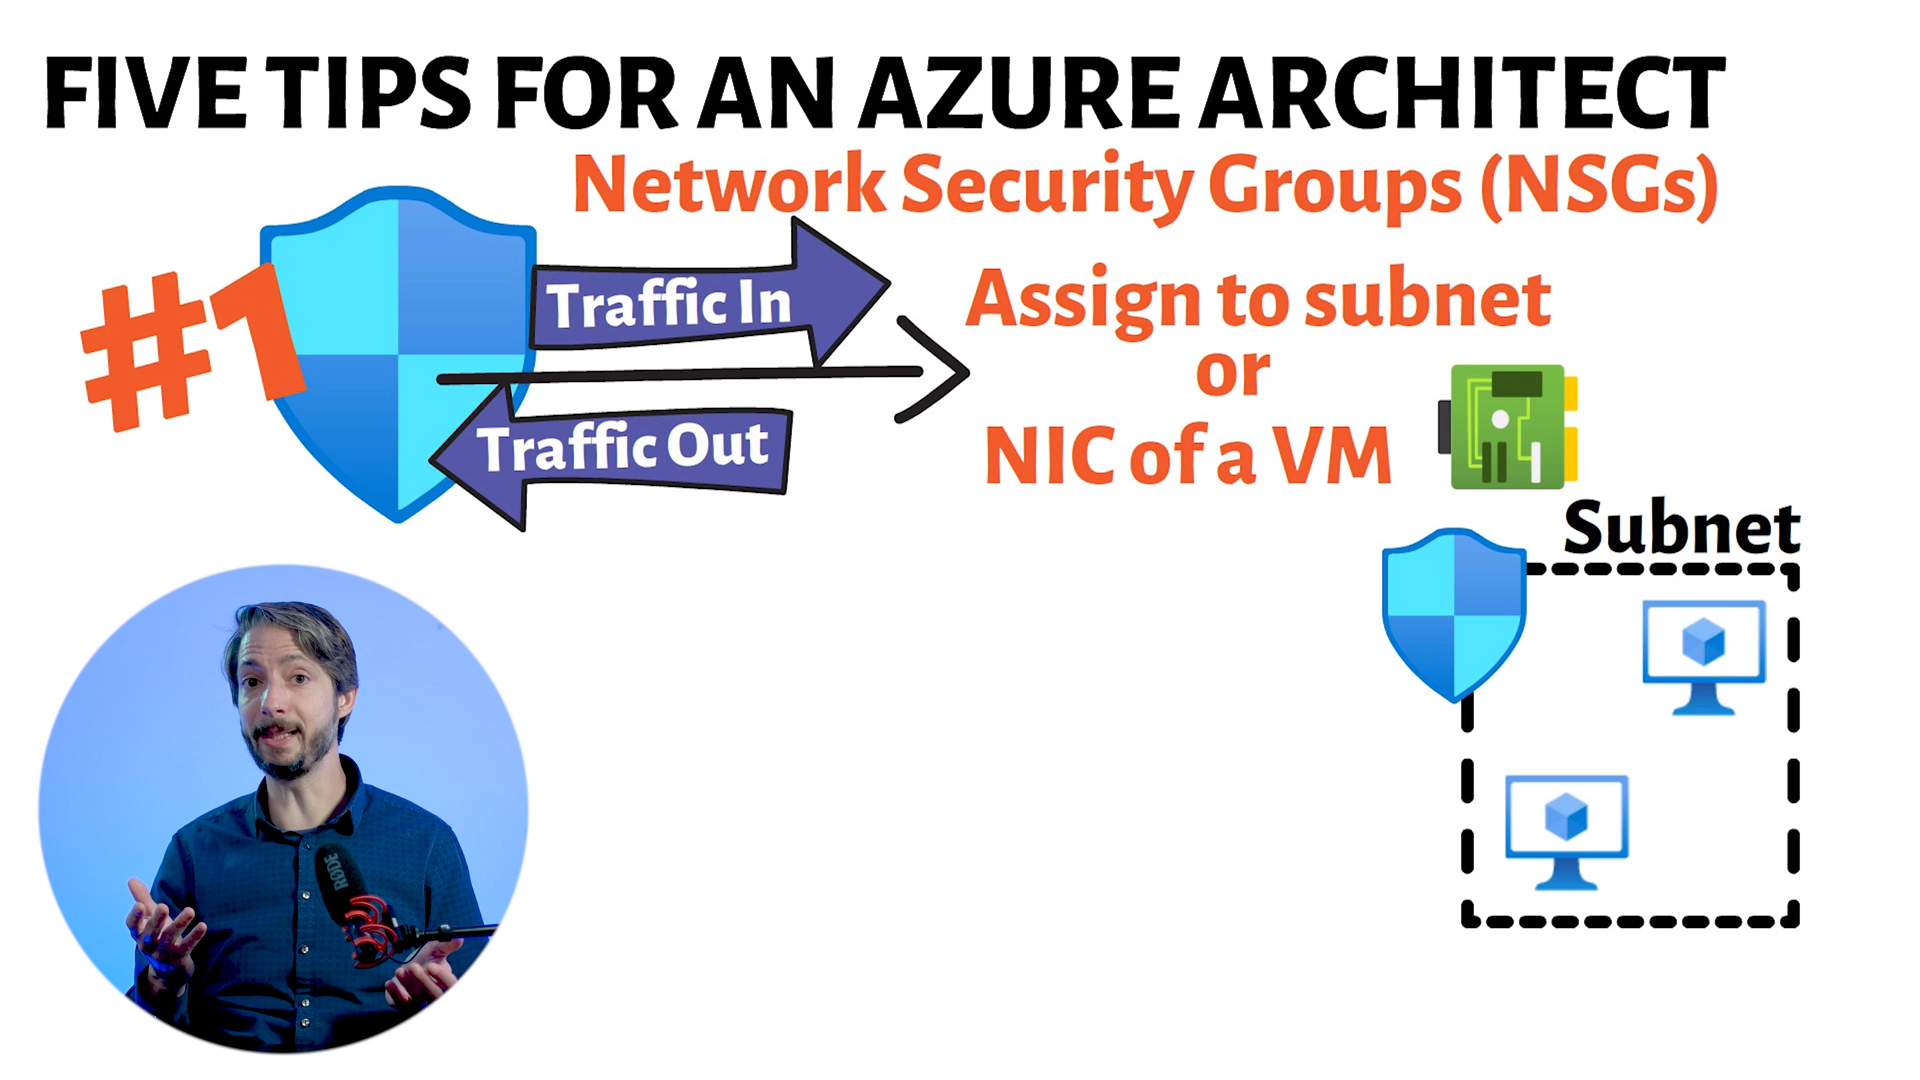 FIVE TIPS FOR AN AZURE ARCHITECT
Network Security Groups (NSGs)
#1
Traffic In
Traffic Out
Assign to subnet
or
NIC of a VM
Subnet
RØDE